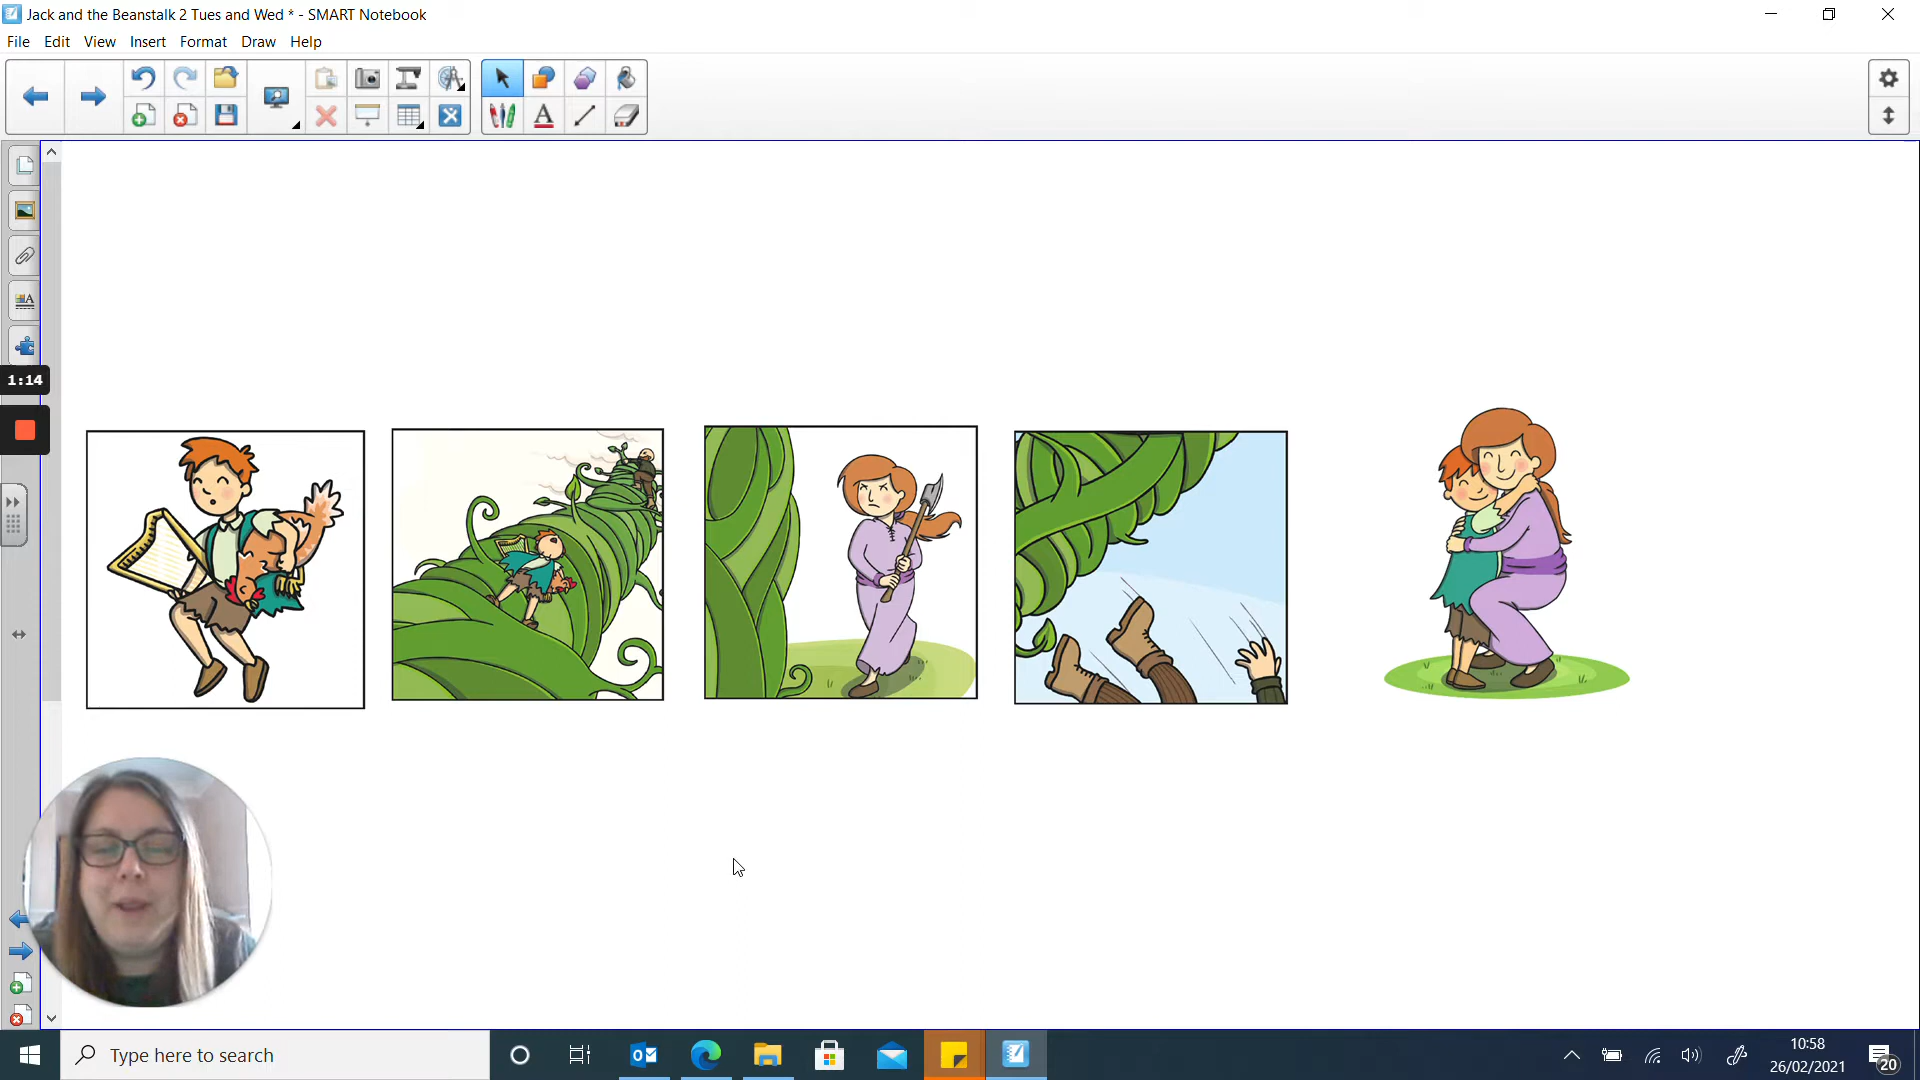 Jack and the Beanstalk 2 Tues and Wed * - SMART Notebook
File Edit View Insert Format Draw Help
1:14
Type here to search
10:58
26/02/2021
20